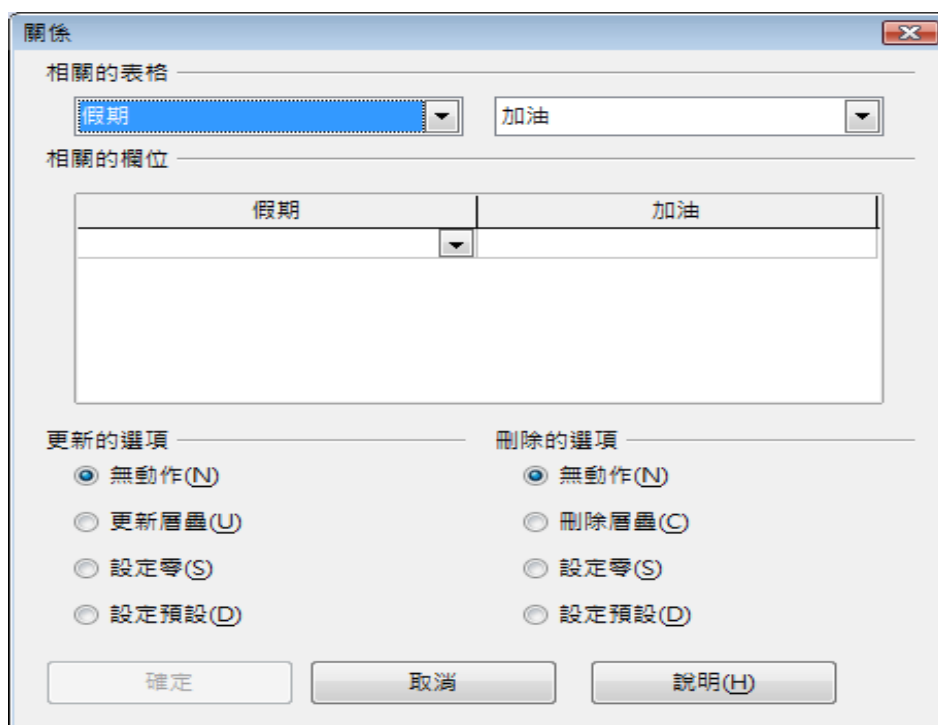 關係
相關的表格
假期 加油
相關的欄位
假期 加油
更新的選項 刪除的選項
無動作(N) 無動作(N)
更新層疊(U) 刪除層疊(C)
設定零(S) 設定零(S)
設定預設(D) 設定預設(D)
確定 取消 說明(H)